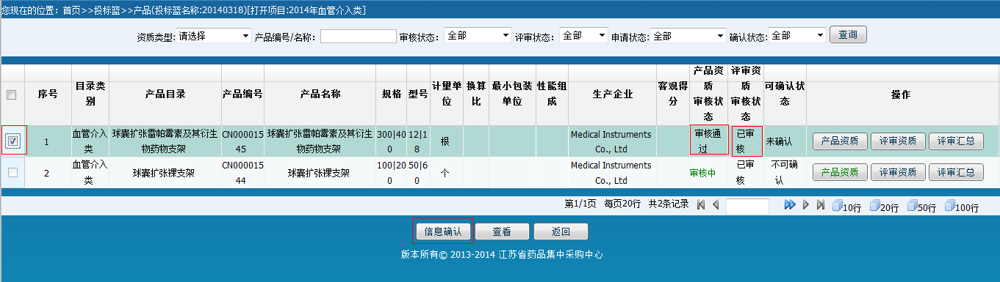 您现在的位置：首页>>投标篮>>产品(投标篮名称:20140318)[打开项目:2014年血管介入类]
资质类型: 请选择 产品编号/名称: 审核状态: 全部 评审状态: 全部 申请状态: 全部 确认状态: 全部 查询
序号 目录类别 产品目录 产品编号 产品名称 规格 型号 计量单位 换算比 最小包装单位 性能组成 生产企业 客观得分 产品资质审核状态 评审资质审核状态 可确认状态 操作
1 血管介入类 球囊扩张雷帕霉素及其衍生物药物支架 CN00001545 球囊扩张雷帕霉素及其衍生物药物支架 300|400 12|18 根 Medical Instruments Co., Ltd 审核通过 已审核 未确认 产品资质 评审资质 评审汇总
2 血管介入类 球囊扩张裸支架 CN00001544 球囊扩张裸支架 100|200 50|60 个 Medical Instruments Co., Ltd 审核中 已审核 不可确认 产品资质 评审资质 评审汇总
第1/1页 每页20行 共2条记录 10行 20行 50行 100行
信息确认 查看 返回
版本所有© 2013-2014 江苏省药品集中采购中心